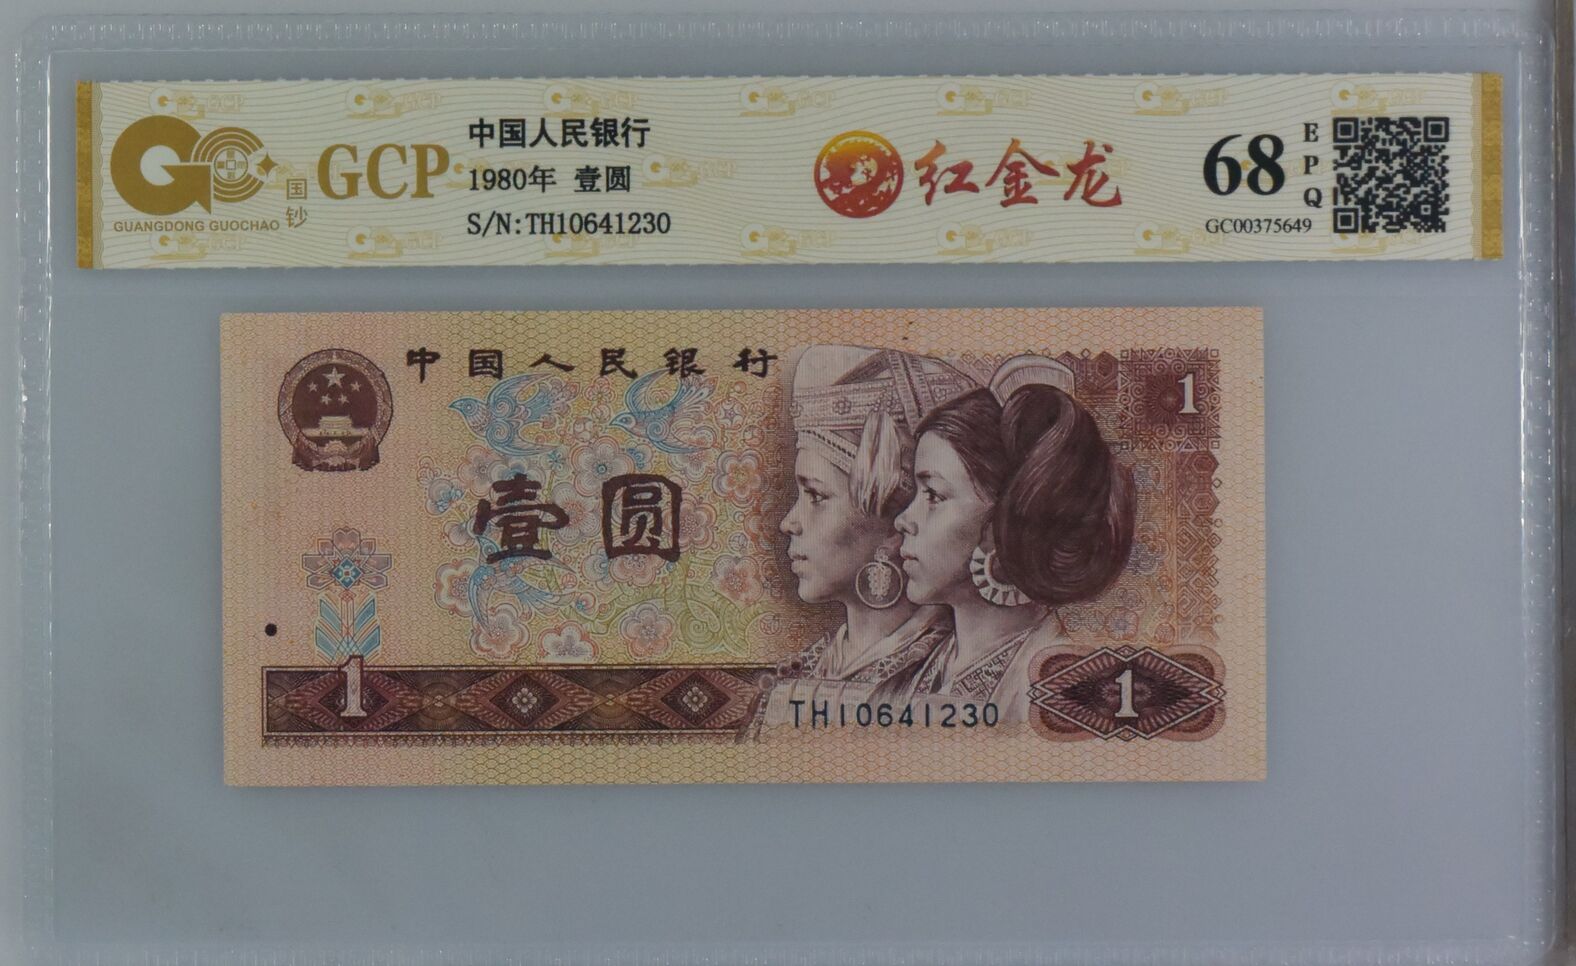 中国人民银行
1980年 壹圆
S/N:TH10641230
GCP
国钞
GUANGDONG GUOCHAO
红金龙
68
EPQ
GC00375649
中国人民银行
1
壹圆
1
1
TH10641230